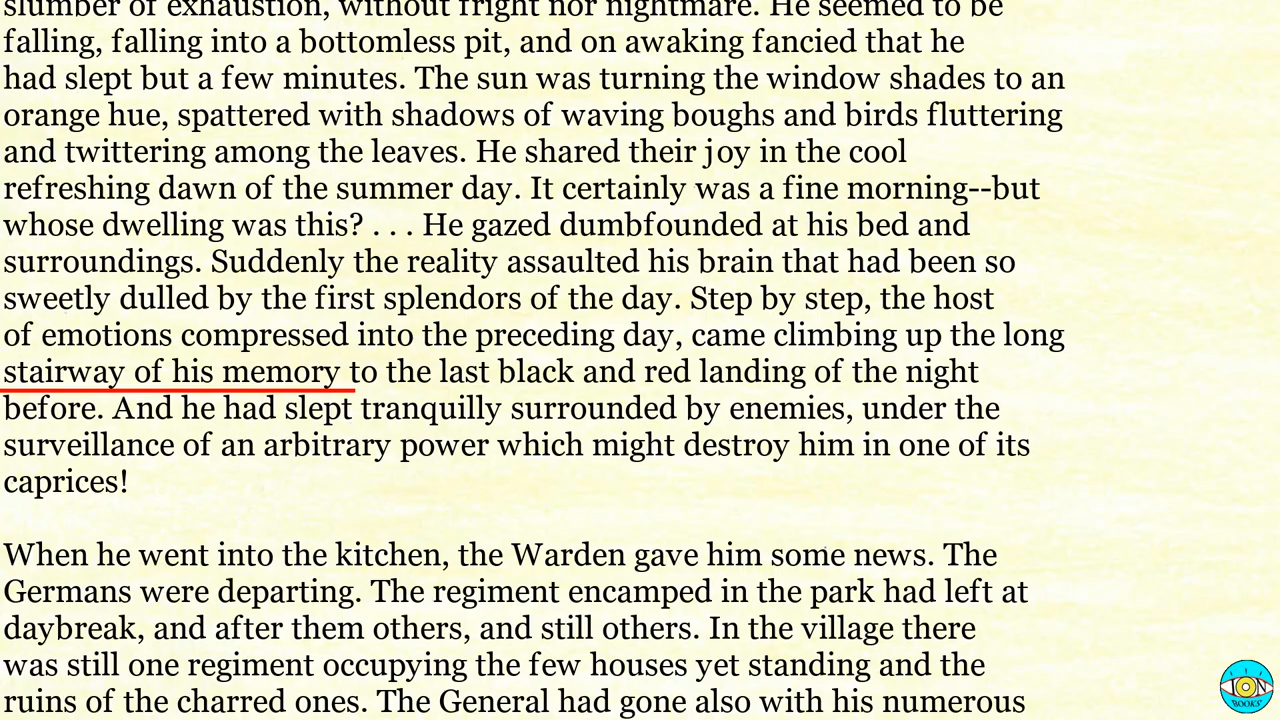 slumber of exhaustion, without fright nor nightmare. He seemed to be
falling, falling into a bottomless pit, and on awaking fancied that he
had slept but a few minutes. The sun was turning the window shades to an
orange hue, spattered with shadows of waving boughs and birds fluttering
and twittering among the leaves. He shared their joy in the cool
refreshing dawn of the summer day. It certainly was a fine morning--but
whose dwelling was this? . . . He gazed dumbfounded at his bed and
surroundings. Suddenly the reality assaulted his brain that had been so
sweetly dulled by the first splendors of the day. Step by step, the host
of emotions compressed into the preceding day, came climbing up the long
stairway of his memory to the last black and red landing of the night
before. And he had slept tranquilly surrounded by enemies, under the
surveillance of an arbitrary power which might destroy him in one of its
caprices!
When he went into the kitchen, the Warden gave him some news. The
Germans were departing. The regiment encamped in the park had left at
daybreak, and after them others, and still others. In the village there
was still one regiment occupying the few houses yet standing and the
ruins of the charred ones. The General had gone also with his numerous
ION
BOOKS